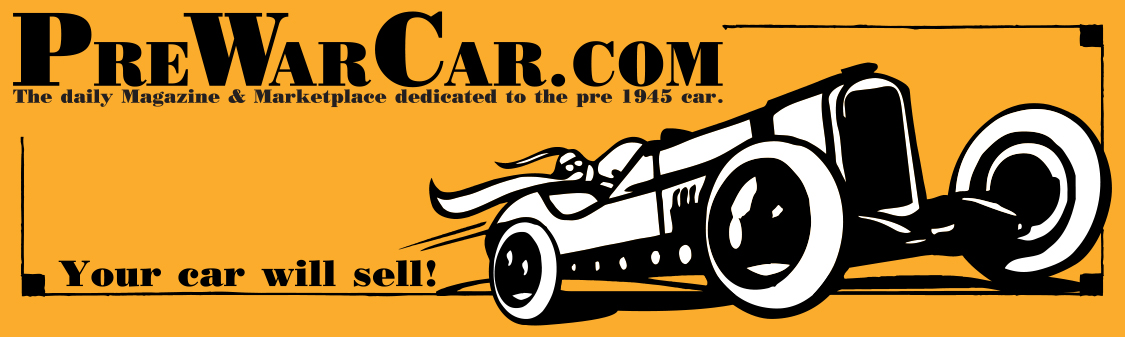 PREWARCAR.COM
The daily Magazine & Marketplace dedicated to the pre 1945 car.
Your car will sell!